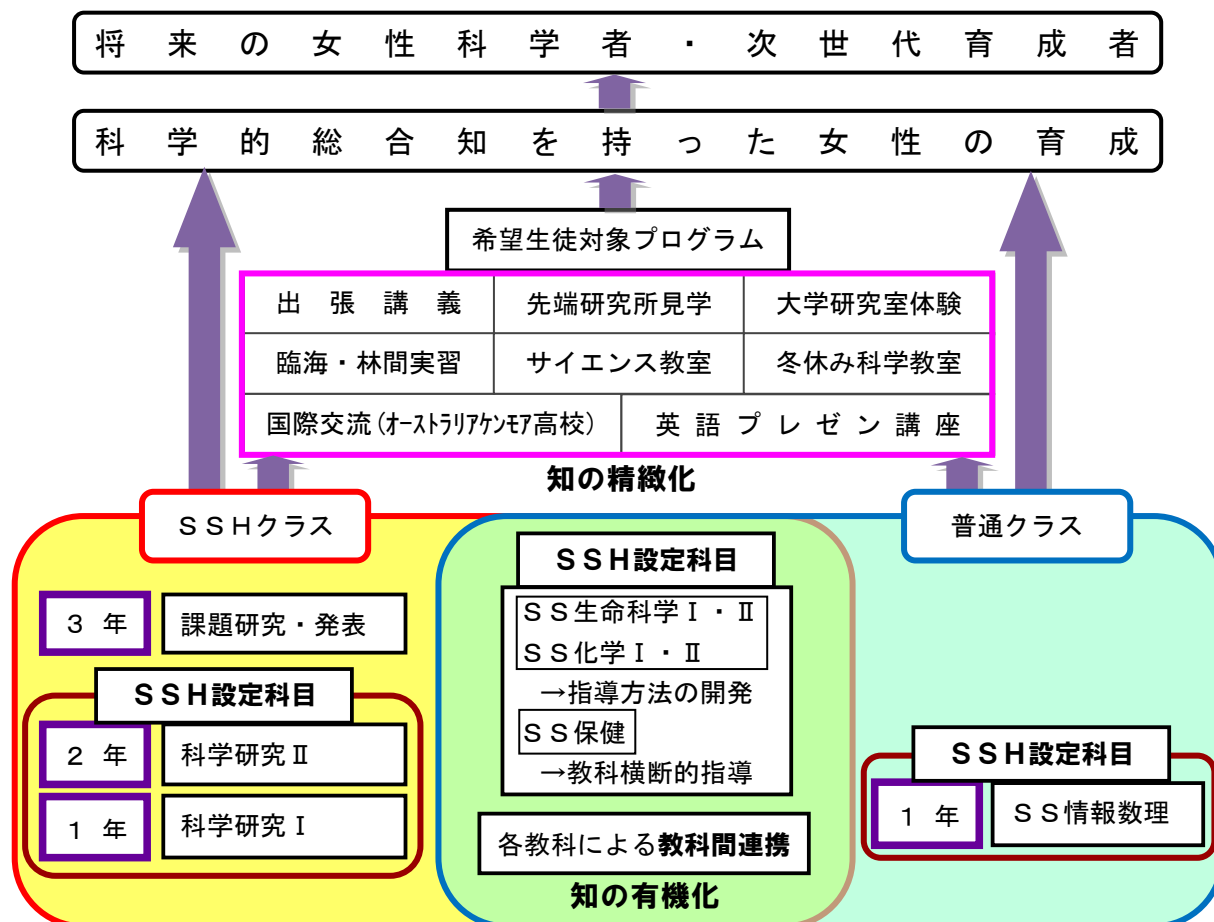 将来の女性科学者・次世代育成者
科学的総合知を持った女性の育成
希望生徒対象プログラム
出張講義
先端研究所見学
大学研究室体験
臨海・林間実習
サイエンス教室
冬休み科学教室
国際交流(ｵｰｽﾄﾗﾘｱｹﾝﾓｱ高校)
英語プレゼン講座
知の精緻化
ＳＳＨクラス
普通クラス
３年
課題研究・発表
ＳＳＨ設定科目
２年
科学研究Ⅱ
１年
科学研究Ⅰ
ＳＳＨ設定科目
ＳＳ生命科学Ⅰ・Ⅱ
ＳＳ化学Ⅰ・Ⅱ
→指導方法の開発
ＳＳ保健
→教科横断的指導
各教科による教科間連携
知の有機化
ＳＳＨ設定科目
１年
ＳＳ情報数理